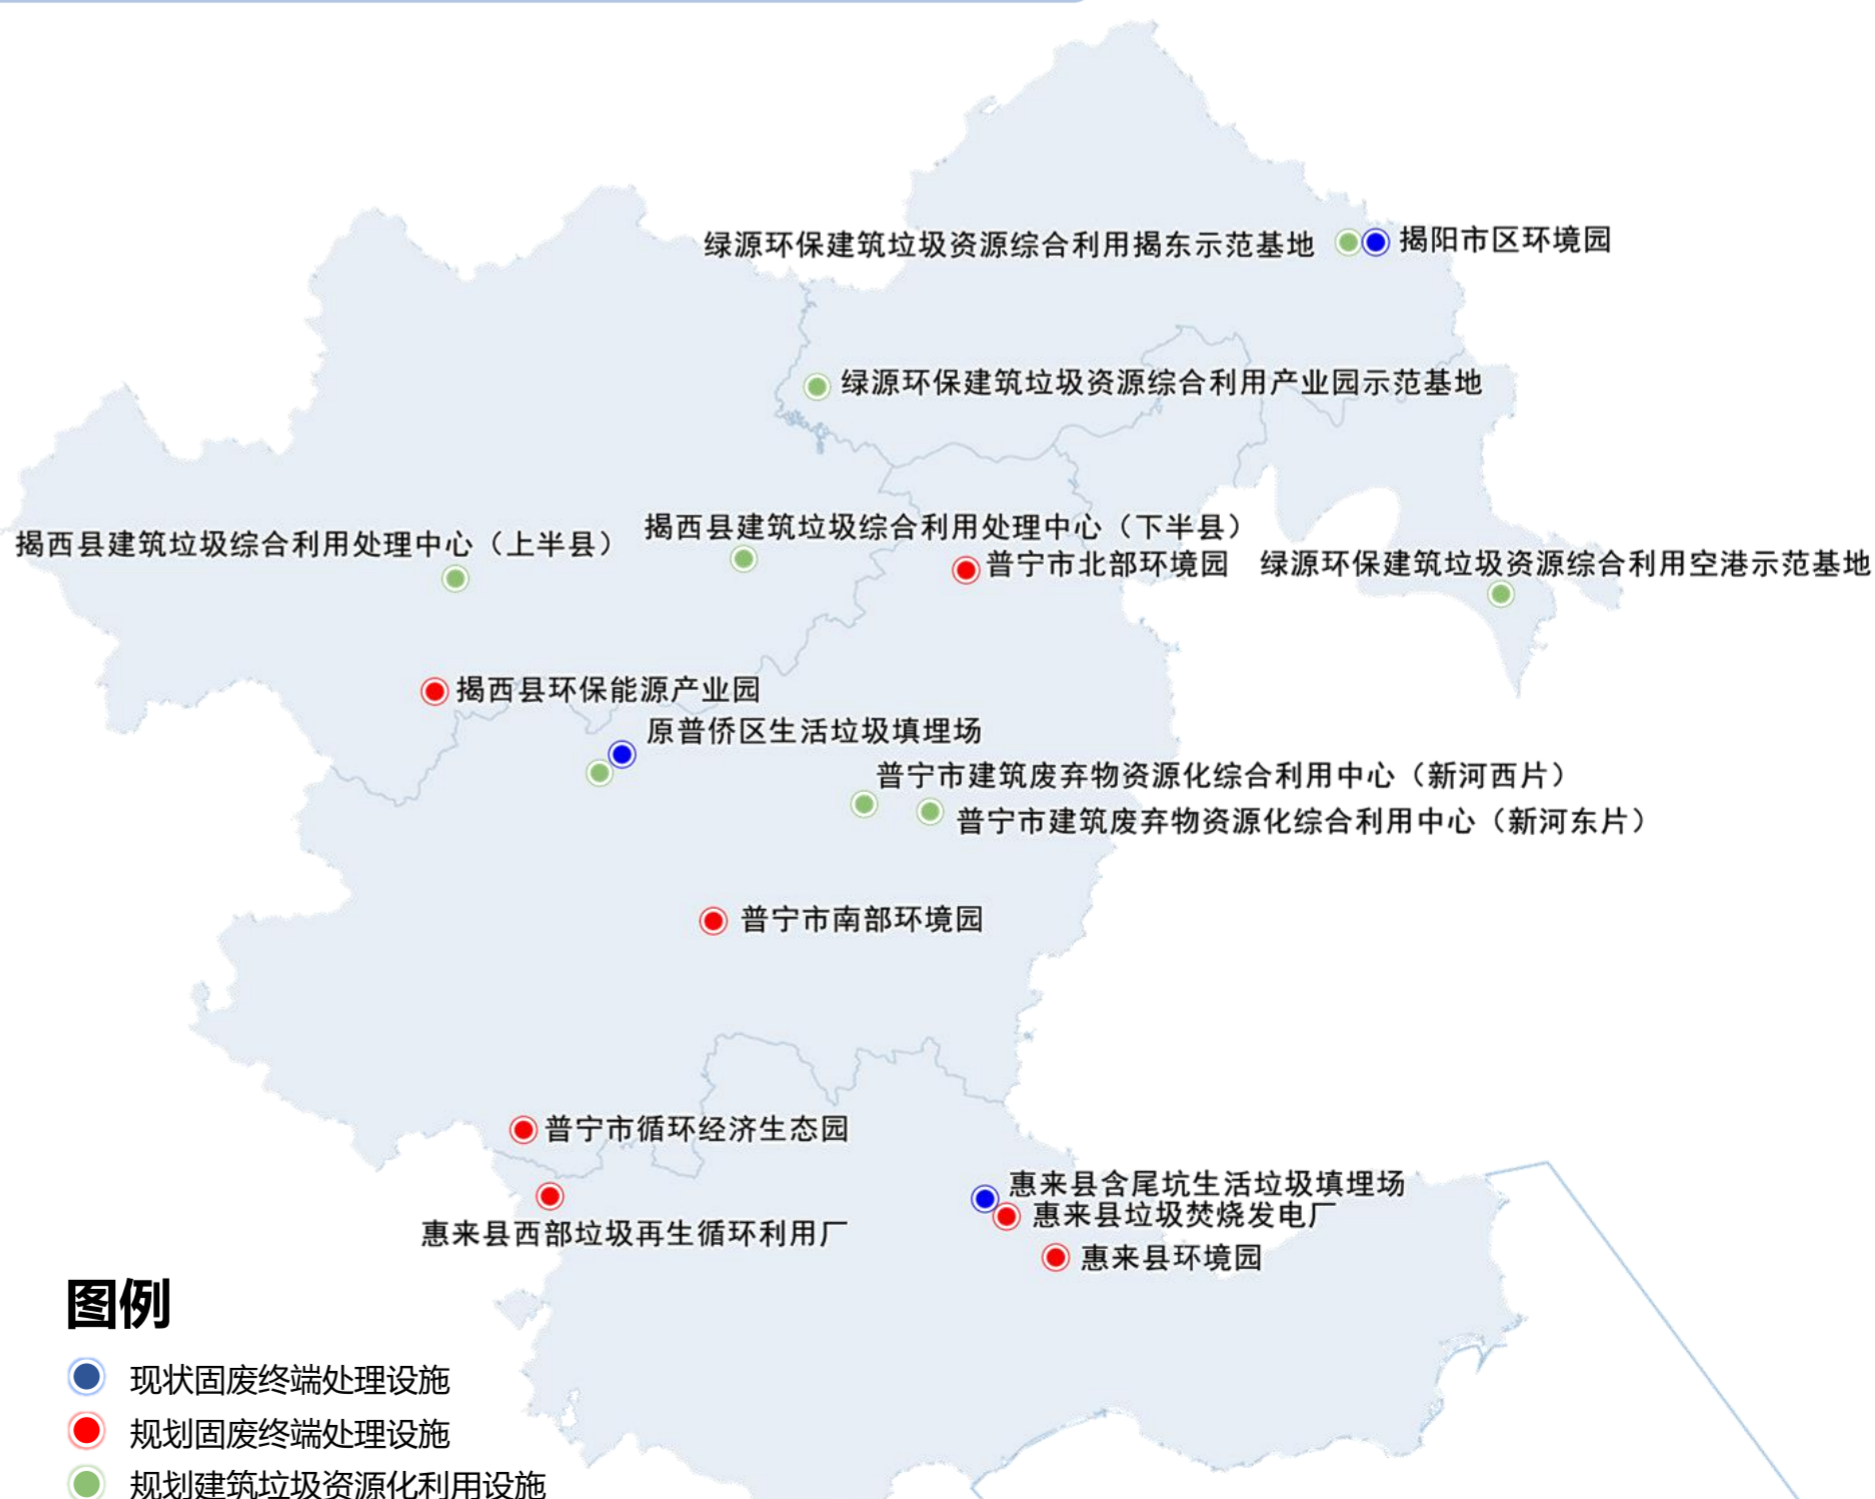 绿源环保建筑垃圾资源综合利用揭东示范基地
揭阳市区环境园
绿源环保建筑垃圾资源综合利用产业园示范基地
揭西县建筑垃圾综合利用处理中心（上半县）
揭西县建筑垃圾综合利用处理中心（下半县）
普宁市北部环境园
绿源环保建筑垃圾资源综合利用空港示范基地
揭西县环保能源产业园
原普侨区生活垃圾填埋场
普宁市建筑废弃物资源化综合利用中心（新河西片）
普宁市建筑废弃物资源化综合利用中心（新河东片）
普宁市南部环境园
普宁市循环经济生态园
惠来县含尾坑生活垃圾填埋场
惠来县垃圾焚烧发电厂
惠来县西部垃圾再生循环利用厂
惠来县环境园
图例
现状固废终端处理设施
规划固废终端处理设施
规划建筑垃圾资源化利用设施